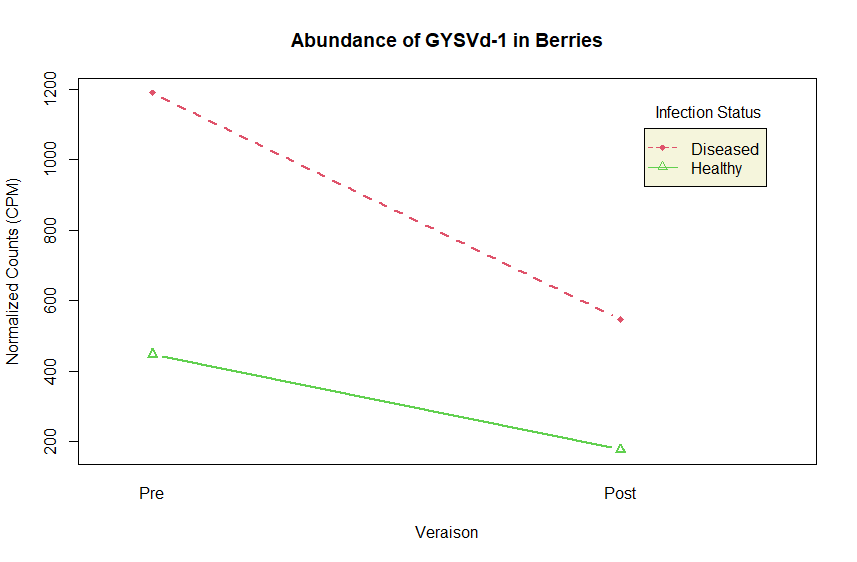 Abundance of GYSVd-1 in Berries
Normalized Counts (CPM)
1200
1000
800
600
400
200
Infection Status
Diseased
Healthy
Pre
Post
Veraison